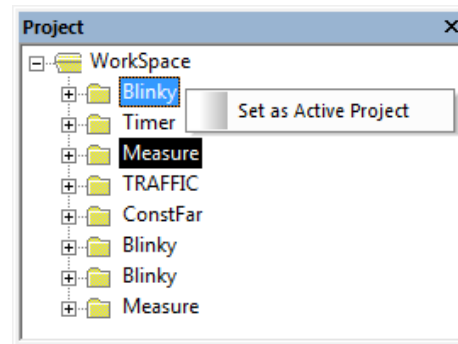 Project
WorkSpace
Blinky
Set as Active Project
Timer
Measure
TRAFFIC
ConstFar
Blinky
Blinky
Measure